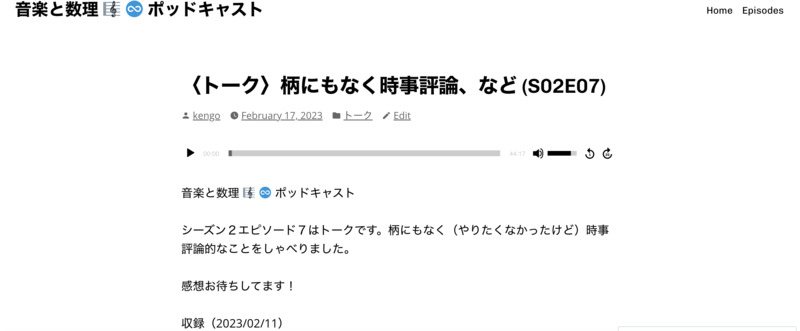 音楽と数理🎼♾️ポッドキャスト
Home Episodes
〈トーク〉柄にもなく時事評論、など (S02E07)
kengo February 17, 2023 トーク Edit
00:00 44:17
音楽と数理🎼♾️ポッドキャスト
シーズン２エピソード７はトークです。柄にもなく（やりたくなかったけど）時事
評論的なことをしゃべりました。
感想お待ちしてます！
収録（2023/02/11）